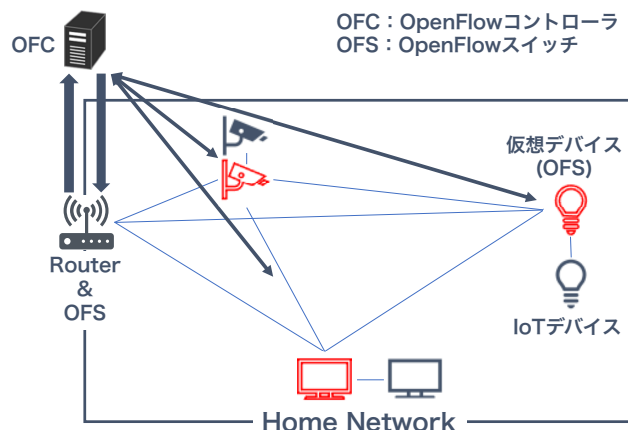 OFC:OpenFlowコントローラ
OFS:OpenFlowスイッチ
OFC
仮想デバイス
(OFS)
Router
&
OFS
IoTデバイス
Home Network